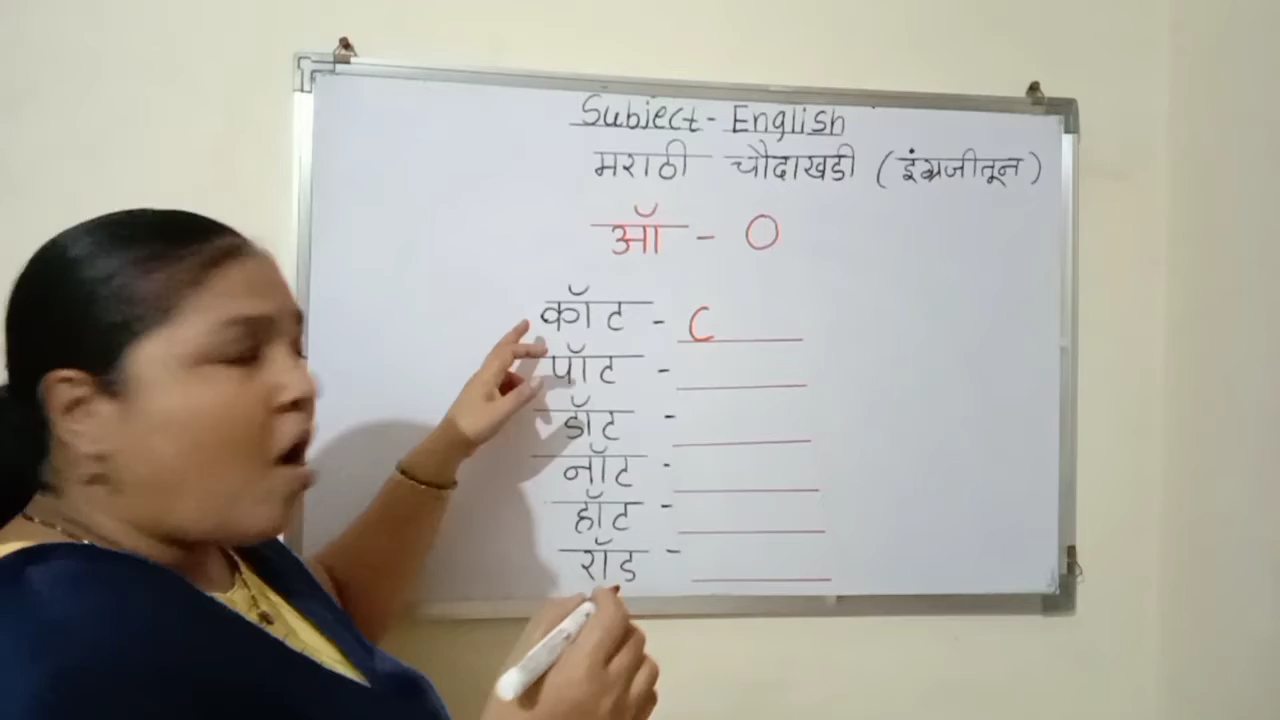 Subject - English
मराठी चौदाखडी (इंग्रजीतून)
ऑ - O
कॉट - C
पॉट -
डॉट -
नॉट -
हॉट -
रॉड -